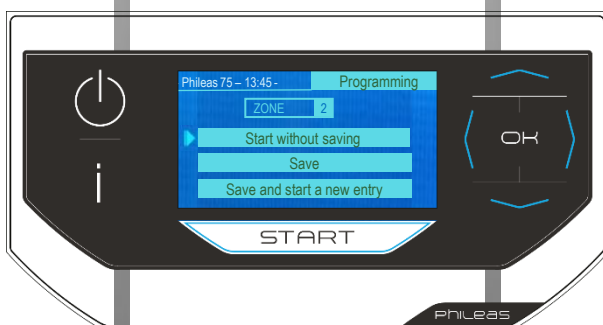 Phileas 75 – 13:45 -
Programming
ZONE 2
Start without saving
Save
Save and start a new entry
i
OK
START
PHILEAS